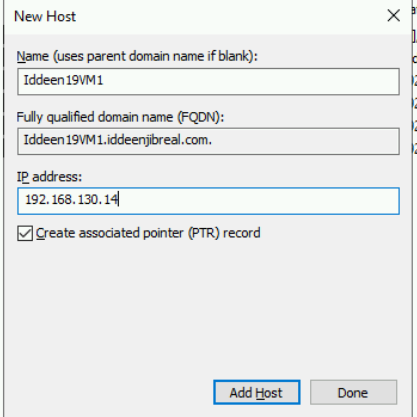 New Host
Name (uses parent domain name if blank):
Iddeen19VM1
Fully qualified domain name (FQDN):
Iddeen19VM1.iddeenjibreal.com.
IP address:
192.168.130.14
Create associated pointer (PTR) record
Add Host
Done